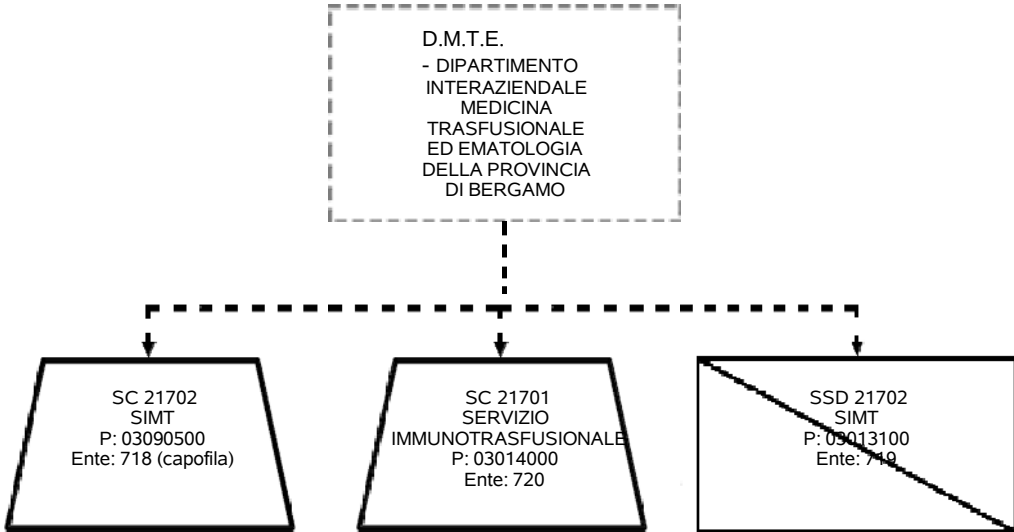 D.M.T.E.
- DIPARTIMENTO
INTERAZIENDALE
MEDICINA
TRASFUSIONALE
ED EMATOLOGIA
DELLA PROVINCIA
DI BERGAMO
SC 21702
SIMT
P: 03090500
Ente: 718 (capofila)
SC 21701
SERVIZIO
IMMUNOTRASFUSIONALE
P: 03014000
Ente: 720
SSD 21702
SIMT
P: 03013100
Ente: 719